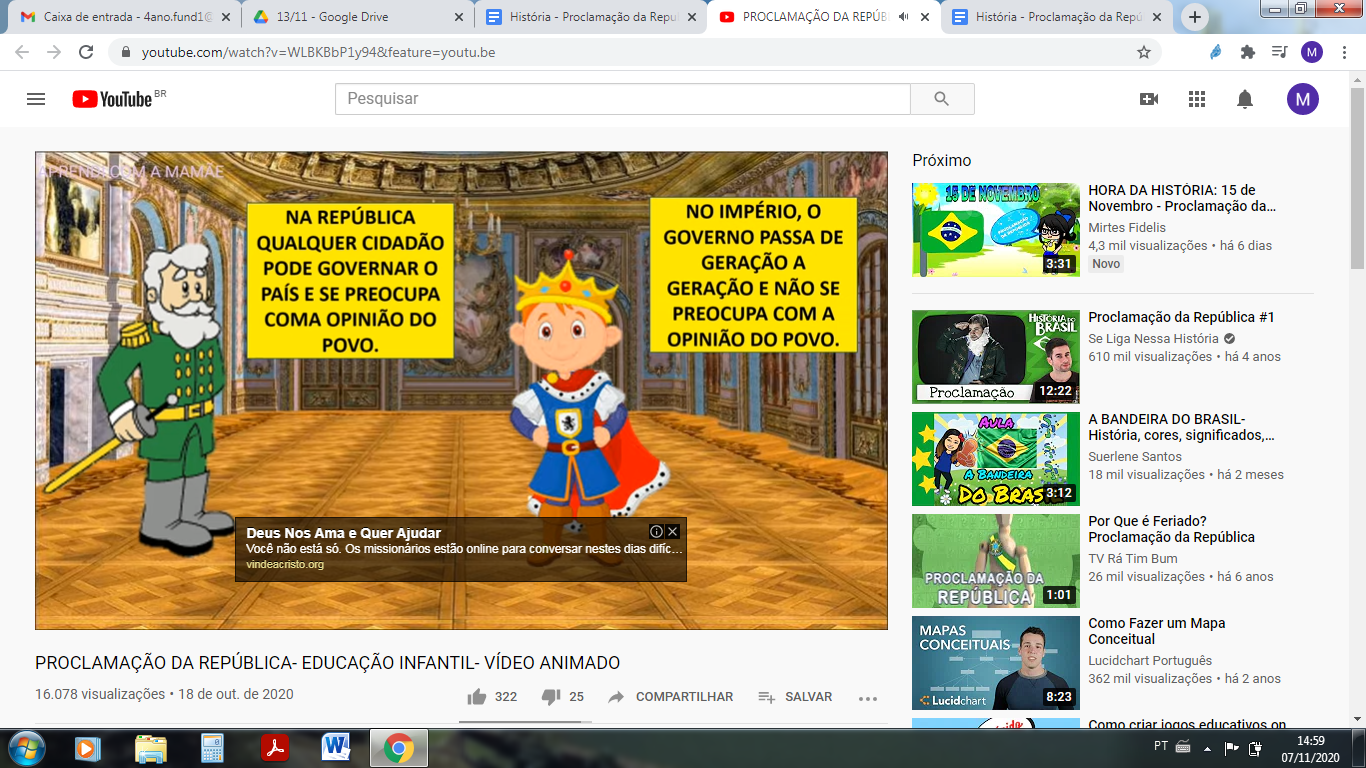 Caixa de entrada - 4ano.fund1@
13/11 - Google Drive
História - Proclamação da Repu
PROCLAMAÇÃO DA REPÚB
História - Proclamação da Repú
youtube.com/watch?v=WLBKBbP1y94&feature=youtu.be
M
YouTube BR
Pesquisar
M
APRENDA COM A MAMÃE
NA REPÚBLICA
QUALQUER CIDADÃO
PODE GOVERNAR O
PAÍS E SE PREOCUPA
COMA OPINIÃO DO
POVO.
NO IMPÉRIO, O
GOVERNO PASSA DE
GERAÇÃO A
GERAÇÃO E NÃO SE
PREOCUPA COM A
OPINIÃO DO POVO.
Deus Nos Ama e Quer Ajudar
Você não está só. Os missionários estão online para conversar nestes dias difíc...
vindeacristo.org
PROCLAMAÇÃO DA REPÚBLICA- EDUCAÇÃO INFANTIL- VÍDEO ANIMADO
16.078 visualizações • 18 de out. de 2020
322
25
COMPARTILHAR
SALVAR
Próximo
15 DE NOVEMBRO
3:31
HORA DA HISTÓRIA: 15 de
Novembro - Proclamação da...
Mirtes Fidelis
4,3 mil visualizações • há 6 dias
Novo
HISTÓRIA DO
BRASIL
Proclamação
12:22
Proclamação da República #1
Se Liga Nessa História
610 mil visualizações • há 4 anos
AULA
A BANDEIRA
DO BRAS
3:12
A BANDEIRA DO BRASIL-
História, cores, significados,...
Suerlene Santos
18 mil visualizações • há 2 meses
PROCLAMAÇÃO DA
REPÚBLICA
1:01
Por Que é Feriado?
Proclamação da República
TV Rá Tim Bum
26 mil visualizações • há 6 anos
MAPAS
CONCEITUAIS
Lucidchart
8:23
Como Fazer um Mapa
Conceitual
Lucidchart Português
362 mil visualizações • há 2 anos
Como criar jogos educativos on
PT
14:59
07/11/2020